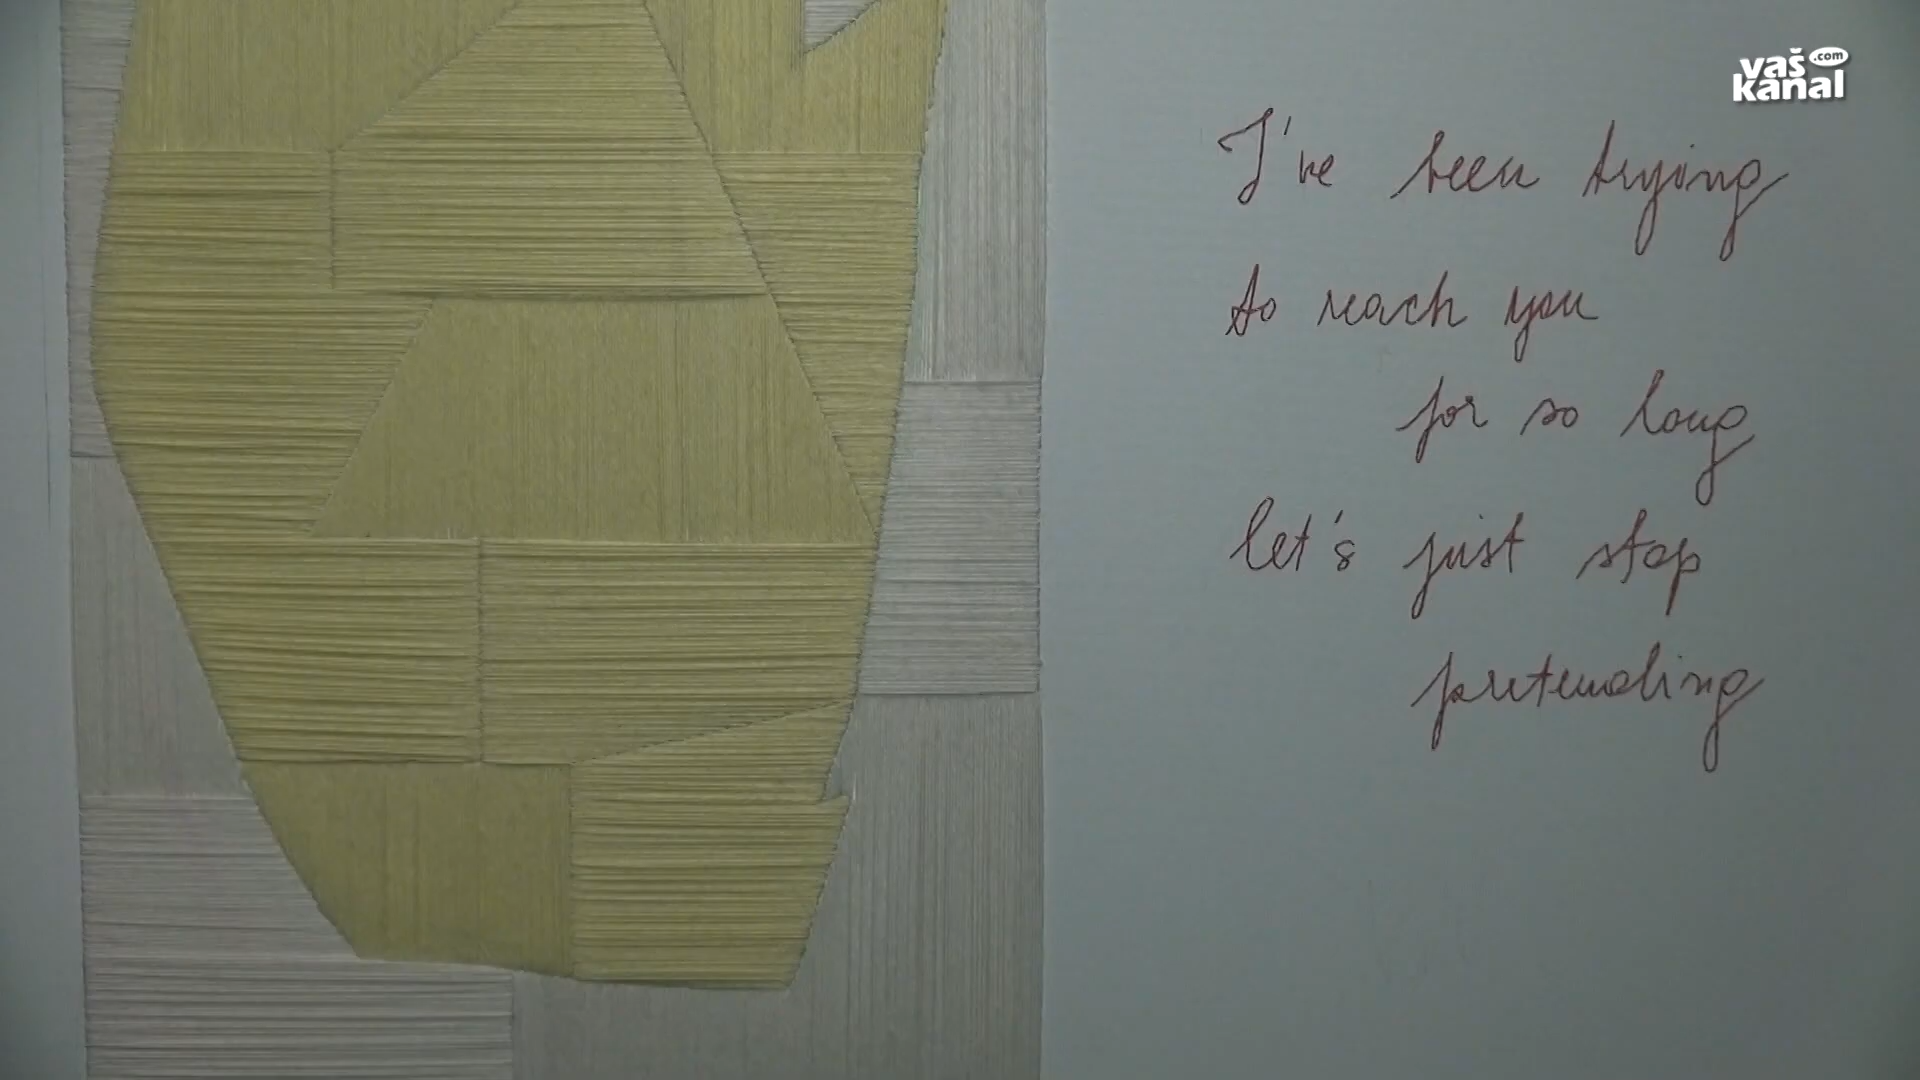 vaš .com
kanal
I've been trying
to reach you
for so long
let's just stop
pretending